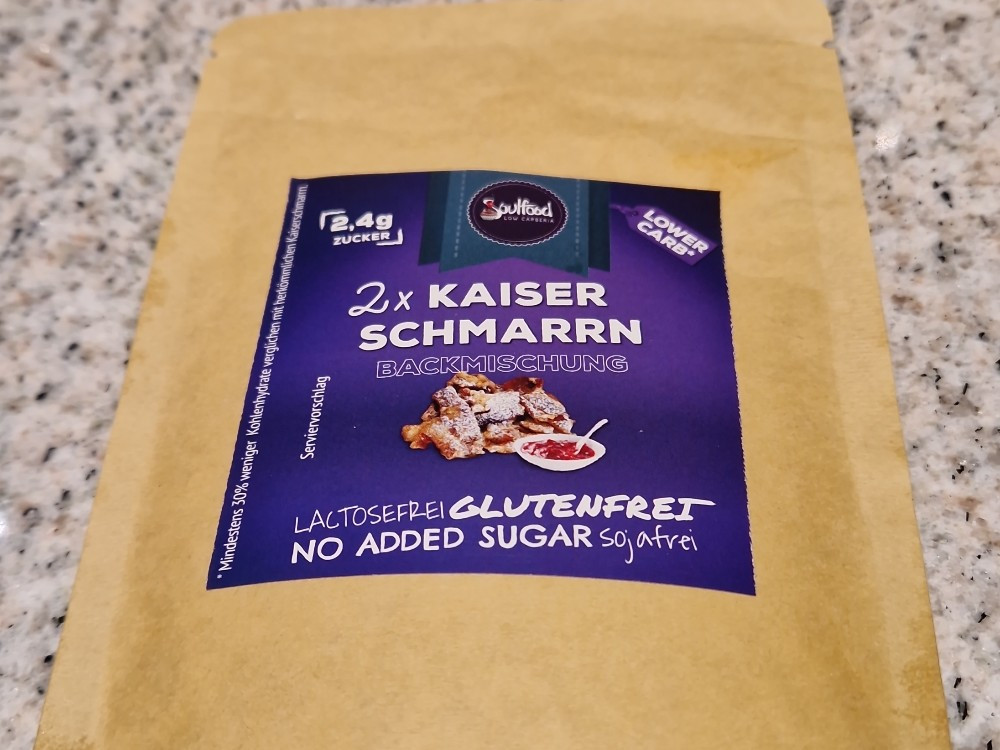 Soulfood
LOW CARBERIA
2,4g
ZUCKER
LOWER
CARB*
2x KAISER
SCHMARRN
BACKMISCHUNG
Serviervorschlag
* Mindestens 30% weniger Kohlenhydrate verglichen mit herkömmlichen Kaiserschmarrn.
LACTOSEFREI GLUTENFREI
NO ADDED SUGAR Sojafrei